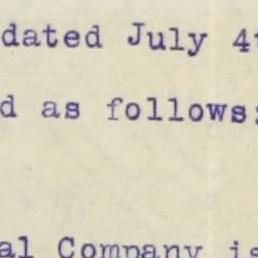 dated July 4
d as follows:
al Company is